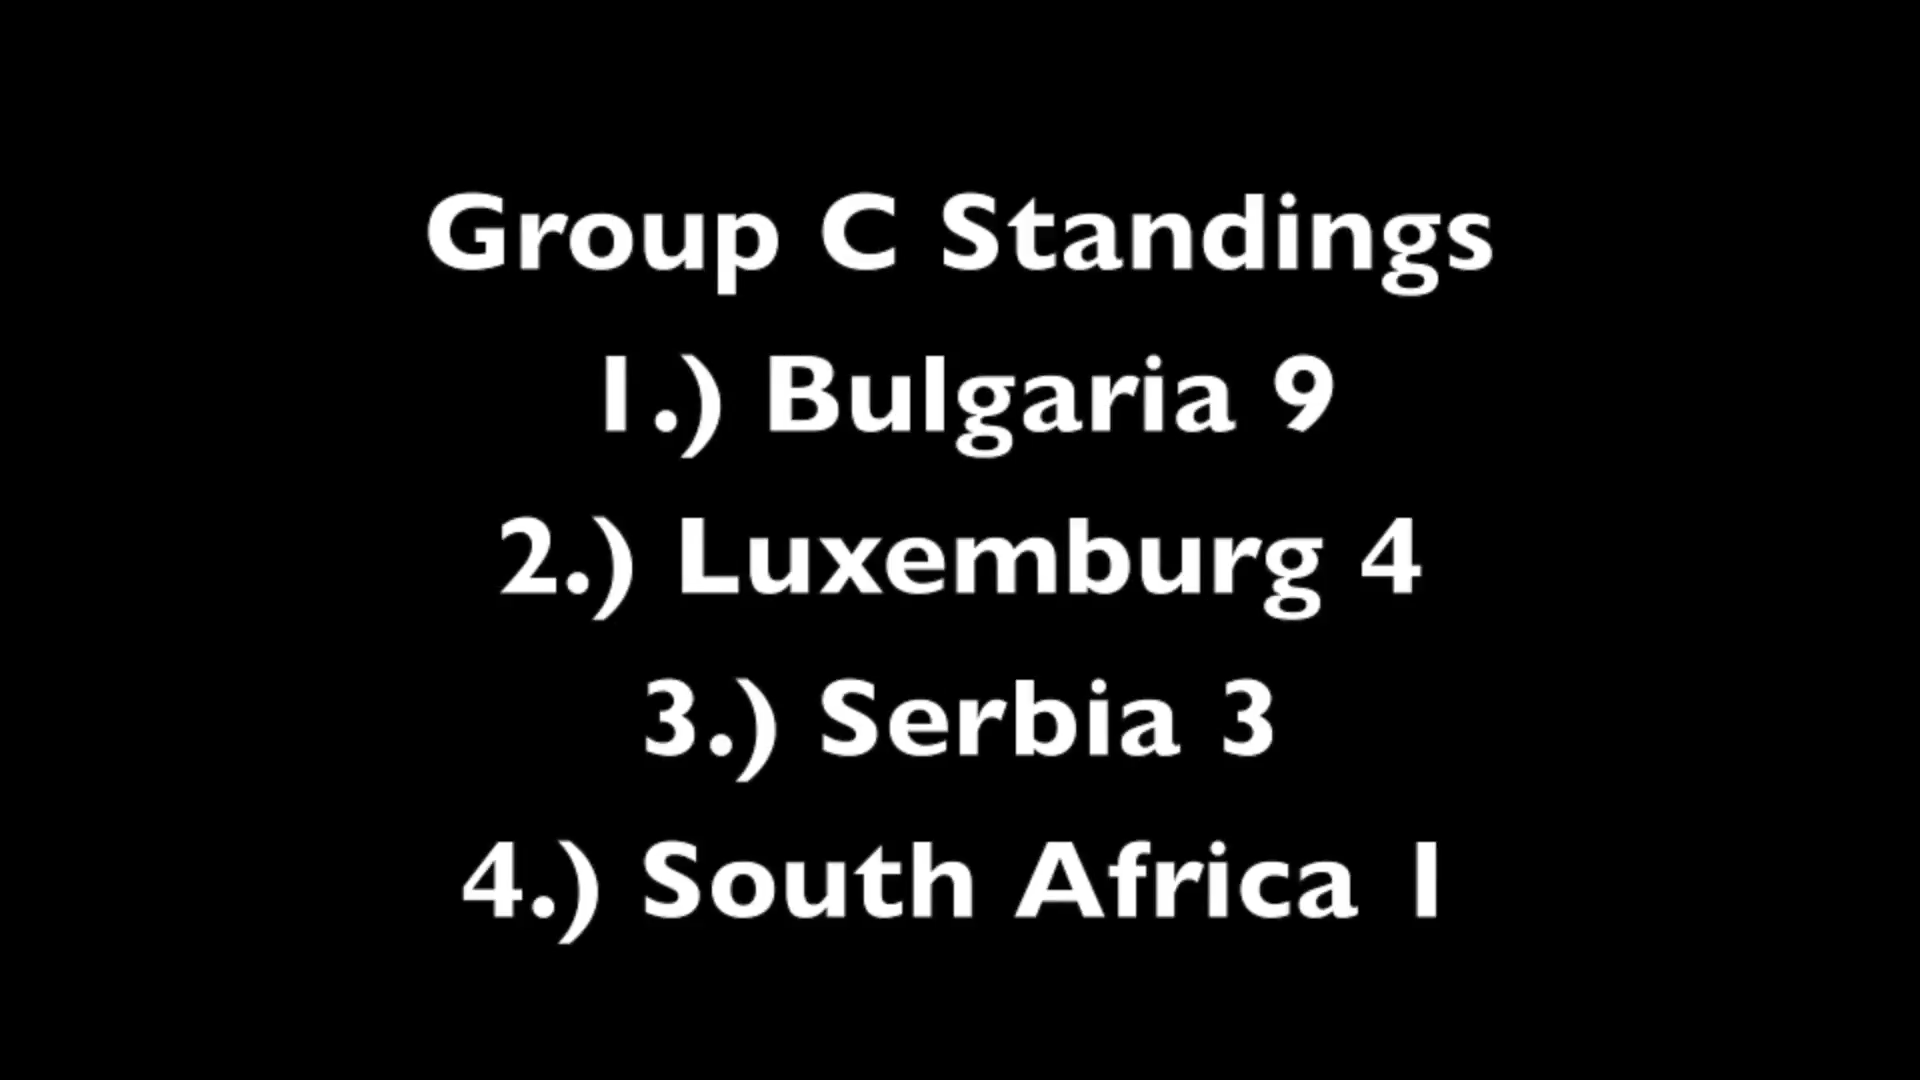 Group C Standings
1.) Bulgaria 9
2.) Luxemburg 4
3.) Serbia 3
4.) South Africa 1